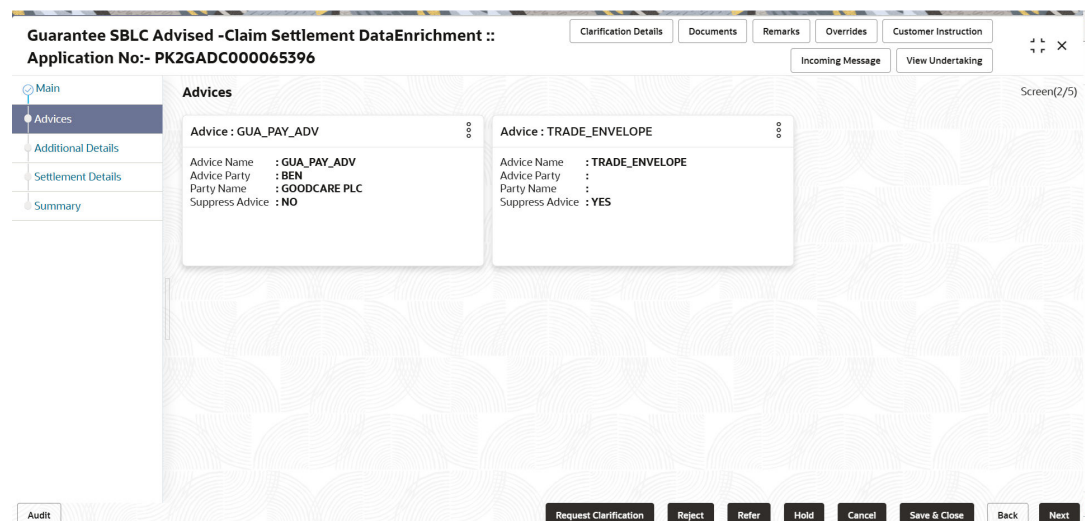 Guarantee SBLC Advised -Claim Settlement DataEnrichment ::
Application No:- PK2GADC000065396
Clarification Details
Documents
Remarks
Overrides
Customer Instruction
Incoming Message
View Undertaking
Main
Advices
Additional Details
Settlement Details
Summary
Advices
Screen(2/5)
Advice : GUA_PAY_ADV
Advice Name : GUA_PAY_ADV
Advice Party : BEN
Party Name : GOODCARE PLC
Suppress Advice : NO
Advice : TRADE_ENVELOPE
Advice Name : TRADE_ENVELOPE
Advice Party :
Party Name :
Suppress Advice : YES
Audit
Request Clarification
Reject
Refer
Hold
Cancel
Save & Close
Back
Next